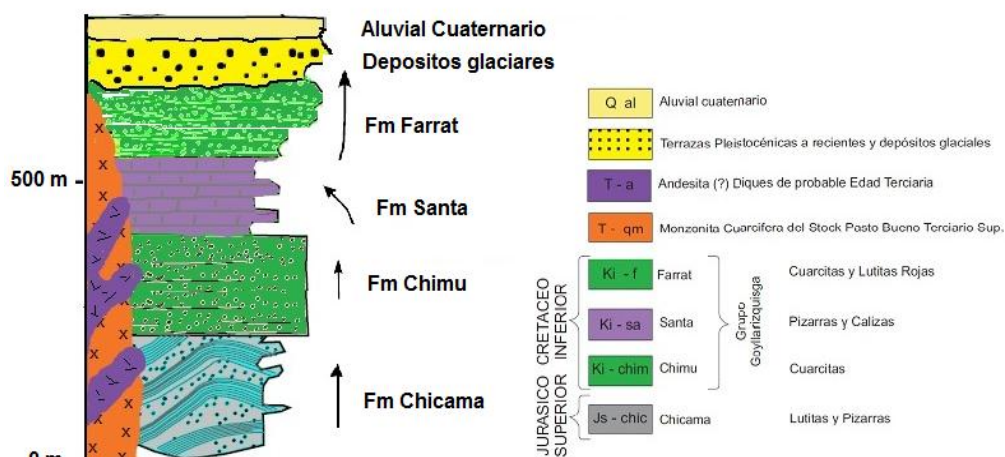 Aluvial Cuaternario
Depositos glaciares
Fm Farrat
500 m
Fm Santa
Fm Chimu
Fm Chicama
0 m
Q al
Aluvial cuaternario
Terrazas Pleistocénicas a recientes y depósitos glaciales
T - a
Andesita (?) Diques de probable Edad Terciaria
T - qm
Monzonita Cuarcifera del Stock Pasto Bueno Terciario Sup.
CRETACEO
INFERIOR
Ki - f
Farrat
Cuarcitas y Lutitas Rojas
Ki - sa
Santa
Pizarras y Calizas
Ki - chim
Chimu
Cuarcitas
Grupo
Goyllarizquisga
JURASICO
SUPERIOR
Js - chic
Chicama
Lutitas y Pizarras